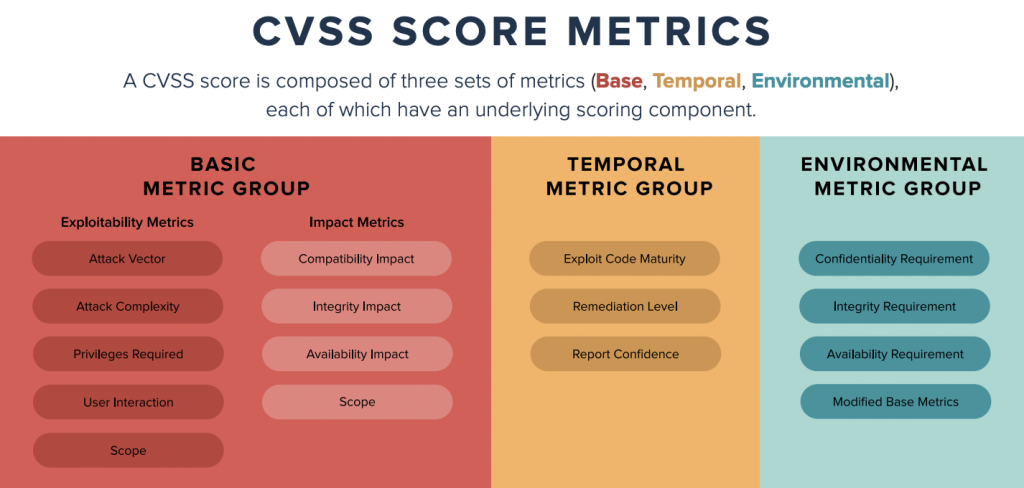 CVSS SCORE METRICS
A CVSS score is composed of three sets of metrics (Base, Temporal, Environmental),
each of which have an underlying scoring component.
BASIC
METRIC GROUP
Exploitability Metrics
Attack Vector
Attack Complexity
Privileges Required
User Interaction
Scope
Impact Metrics
Compatibility Impact
Integrity Impact
Availability Impact
Scope
TEMPORAL
METRIC GROUP
Exploit Code Maturity
Remediation Level
Report Confidence
ENVIRONMENTAL
METRIC GROUP
Confidentiality Requirement
Integrity Requirement
Availability Requirement
Modified Base Metrics